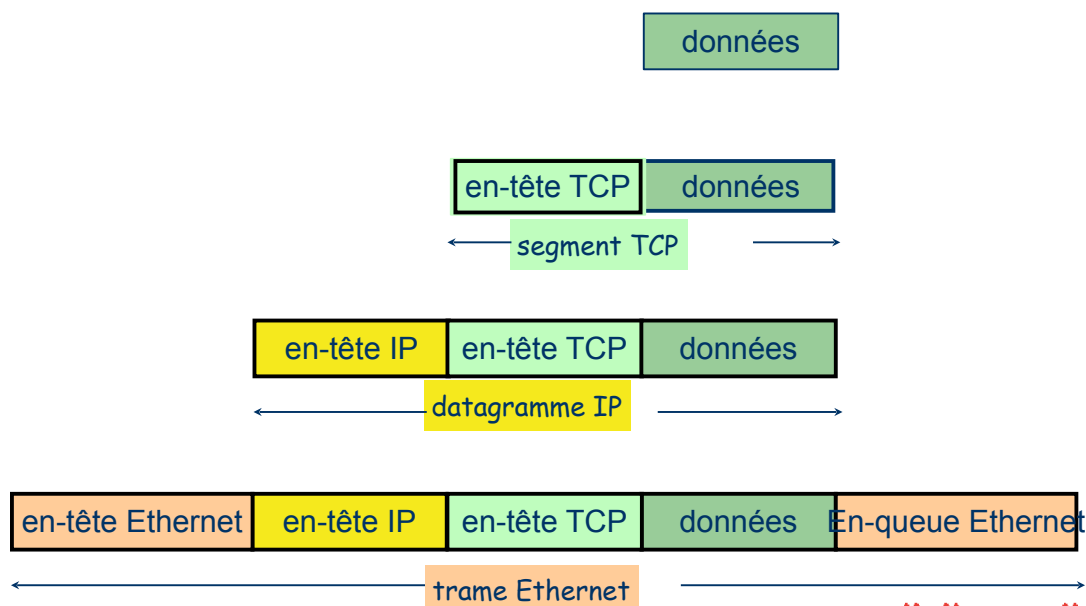 données
en-tête TCP données
segment TCP
en-tête IP en-tête TCP données
datagramme IP
en-tête Ethernet en-tête IP en-tête TCP données En-queue Ethernet
trame Ethernet